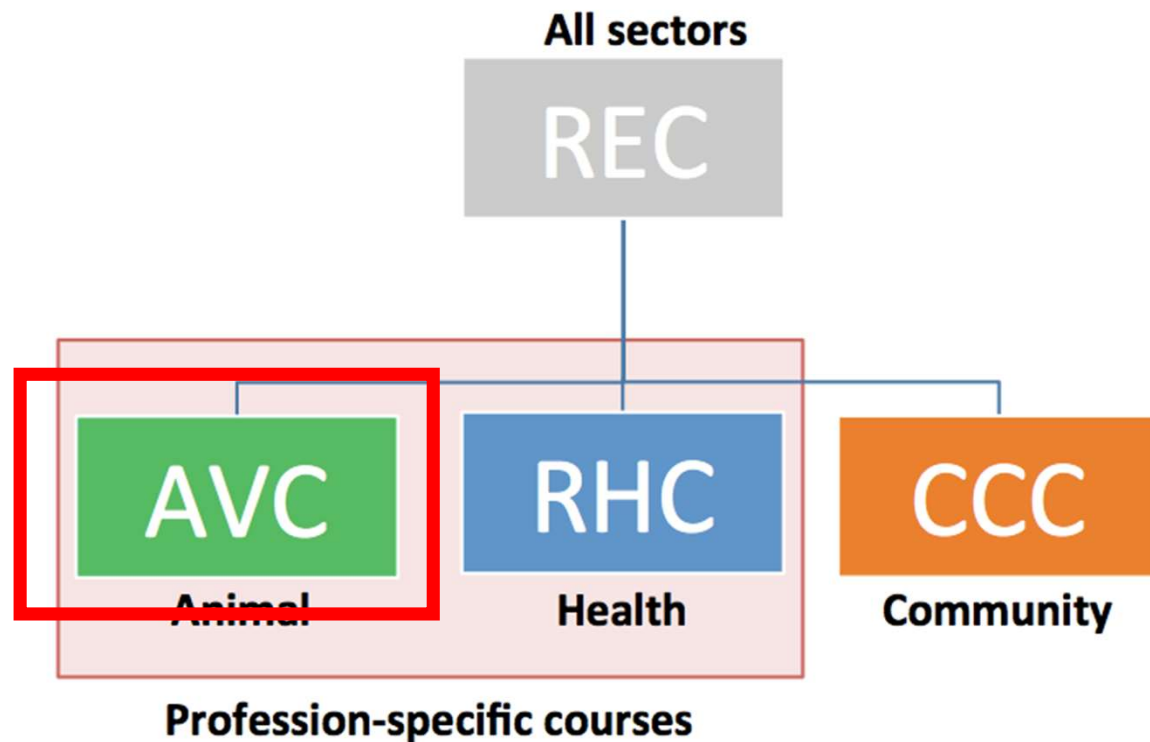 All sectors
REC
AVC RHC CCC
Animal Health Community
Profession-specific courses